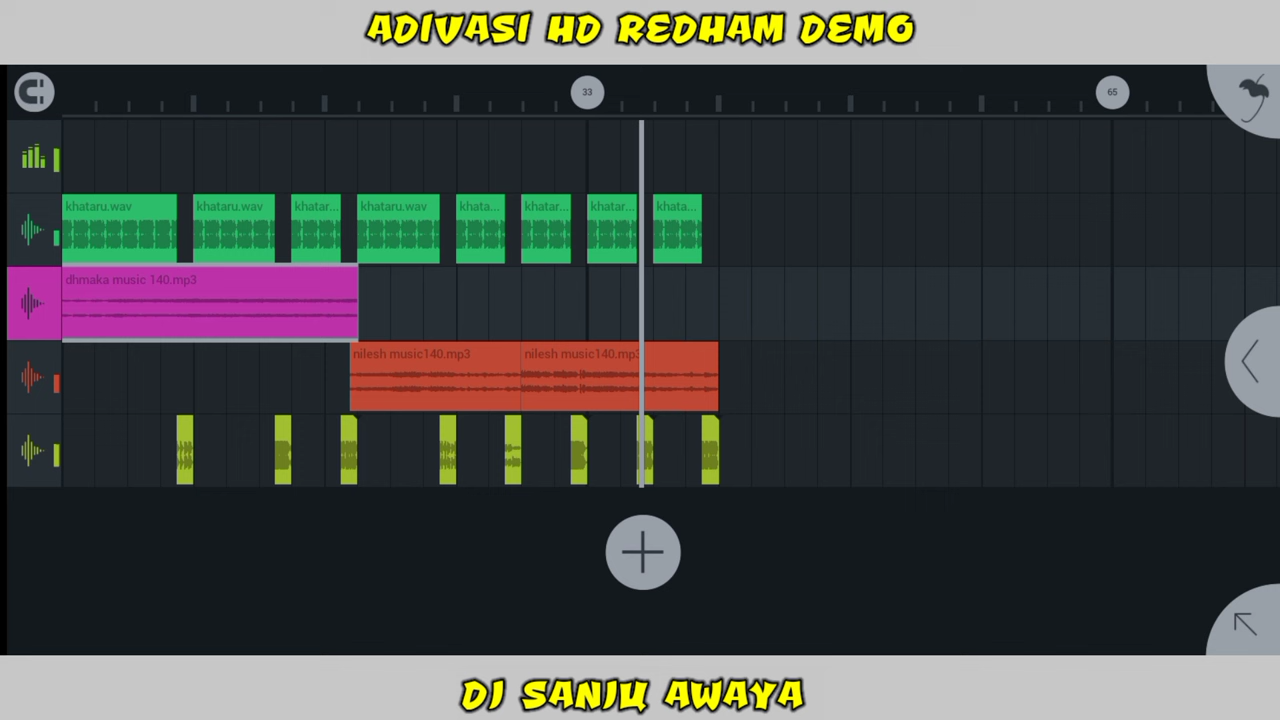 ADIVASI HD REDHAM DEMO
33
65
khataru.wav
khataru.wav
khatar...
khataru.wav
khata...
khatar...
khatar...
khata...
dhmaka music 140.mp3
nilesh music140.mp3
nilesh music140.mp3
DJ SANJU AWAYA